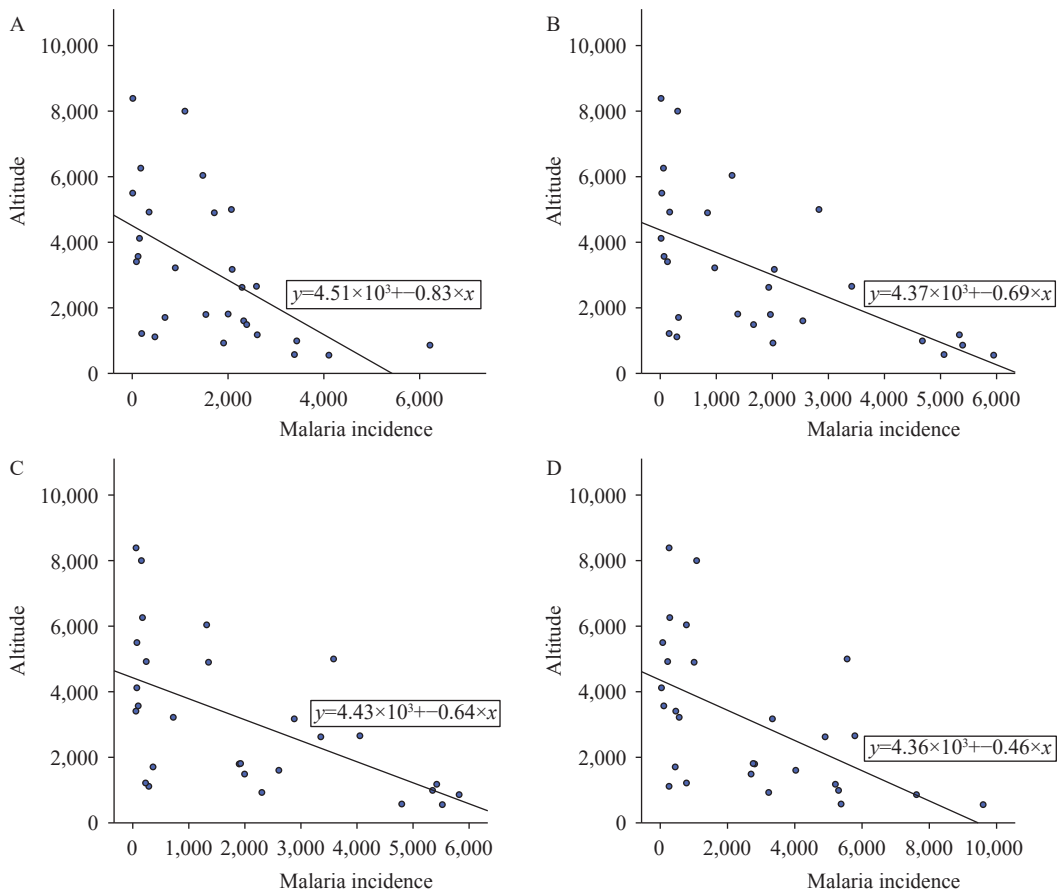 A
10,000
8,000
6,000
4,000
2,000
0
Altitude
y=4.51×10³+−0.83×x
0 2,000 4,000 6,000
Malaria incidence
B
10,000
8,000
6,000
4,000
2,000
0
Altitude
y=4.37×10³+−0.69×x
0 1,000 2,000 3,000 4,000 5,000 6,000
Malaria incidence
C
10,000
8,000
6,000
4,000
2,000
0
Altitude
y=4.43×10³+−0.64×x
0 1,000 2,000 3,000 4,000 5,000 6,000
Malaria incidence
D
10,000
8,000
6,000
4,000
2,000
0
Altitude
y=4.36×10³+−0.46×x
0 2,000 4,000 6,000 8,000 10,000
Malaria incidence